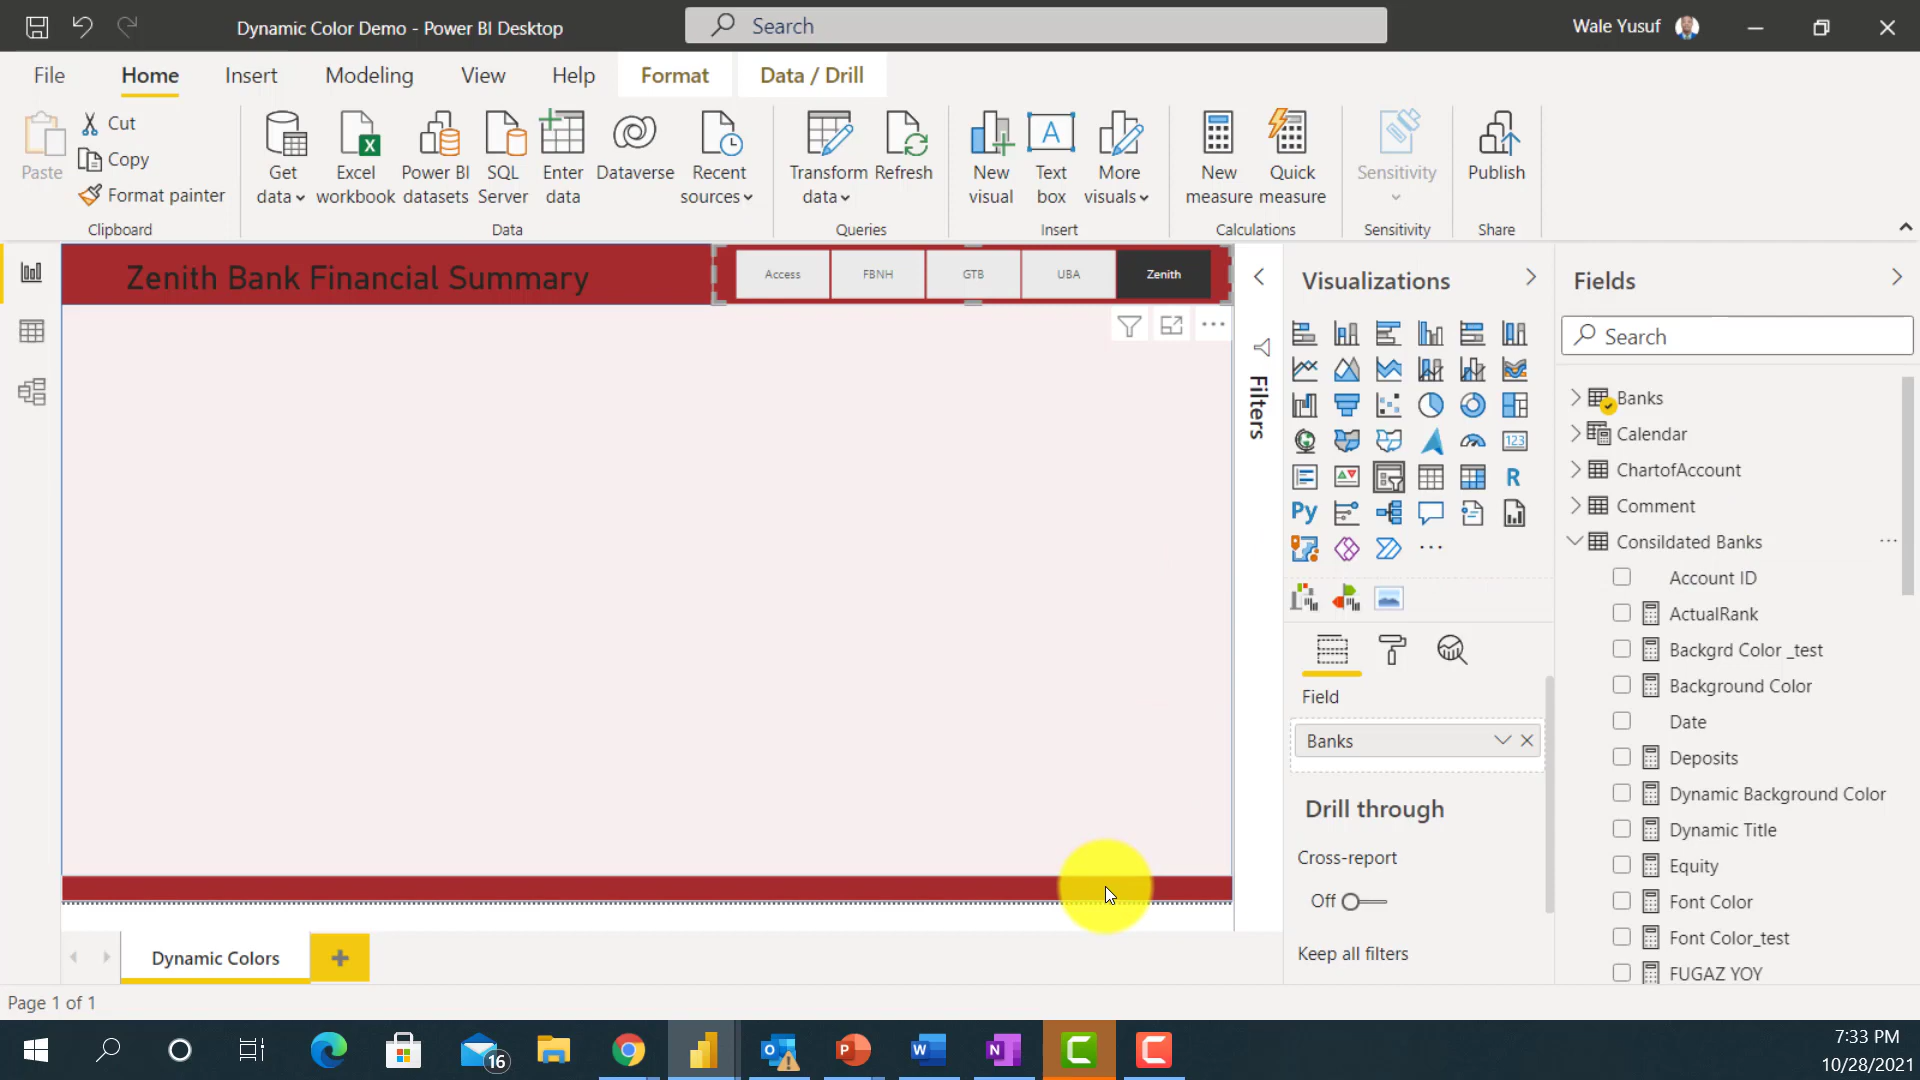 Dynamic Color Demo - Power BI Desktop
Search
Wale Yusuf
File
Home
Insert
Modeling
View
Help
Format
Data / Drill
Paste
Cut
Copy
Format painter
Clipboard
Get data
Excel workbook
Power BI datasets
SQL Server
Enter data
Dataverse
Recent sources
Data
Transform data
Refresh
Queries
New visual
Text box
More visuals
Insert
New measure
Quick measure
Calculations
Sensitivity
Sensitivity
Publish
Share
Zenith Bank Financial Summary
Access
FBNH
GTB
UBA
Zenith
Filters
Visualizations
123
R
Py
Field
Banks
Drill through
Cross-report
Off
Keep all filters
Fields
Search
Banks
Calendar
ChartofAccount
Comment
Consildated Banks
Account ID
ActualRank
Backgrd Color _test
Background Color
Date
Deposits
Dynamic Background Color
Dynamic Title
Equity
Font Color
Font Color_test
FUGAZ YOY
Dynamic Colors
Page 1 of 1
16
7:33 PM
10/28/2021